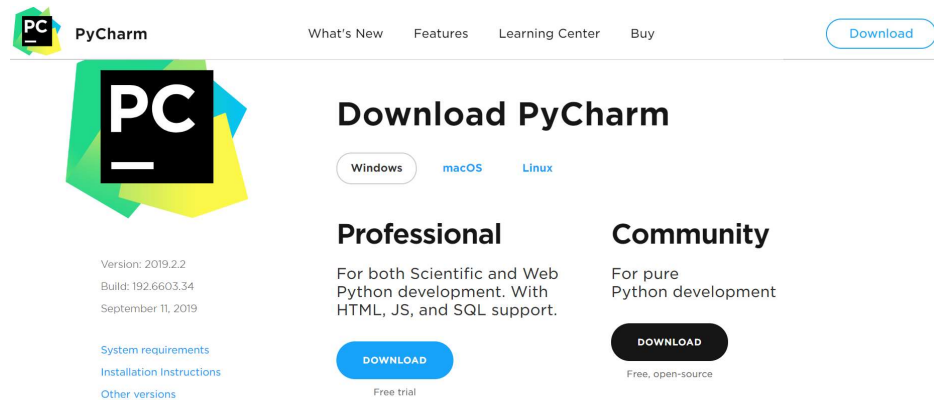 PC
PyCharm
What's New
Features
Learning Center
Buy
Download
PC
Download PyCharm
Windows
macOS
Linux
Version: 2019.2.2
Build: 192.6603.34
September 11, 2019
System requirements
Installation Instructions
Other versions
Professional
For both Scientific and Web
Python development. With
HTML, JS, and SQL support.
DOWNLOAD
Free trial
Community
For pure
Python development
DOWNLOAD
Free, open-source